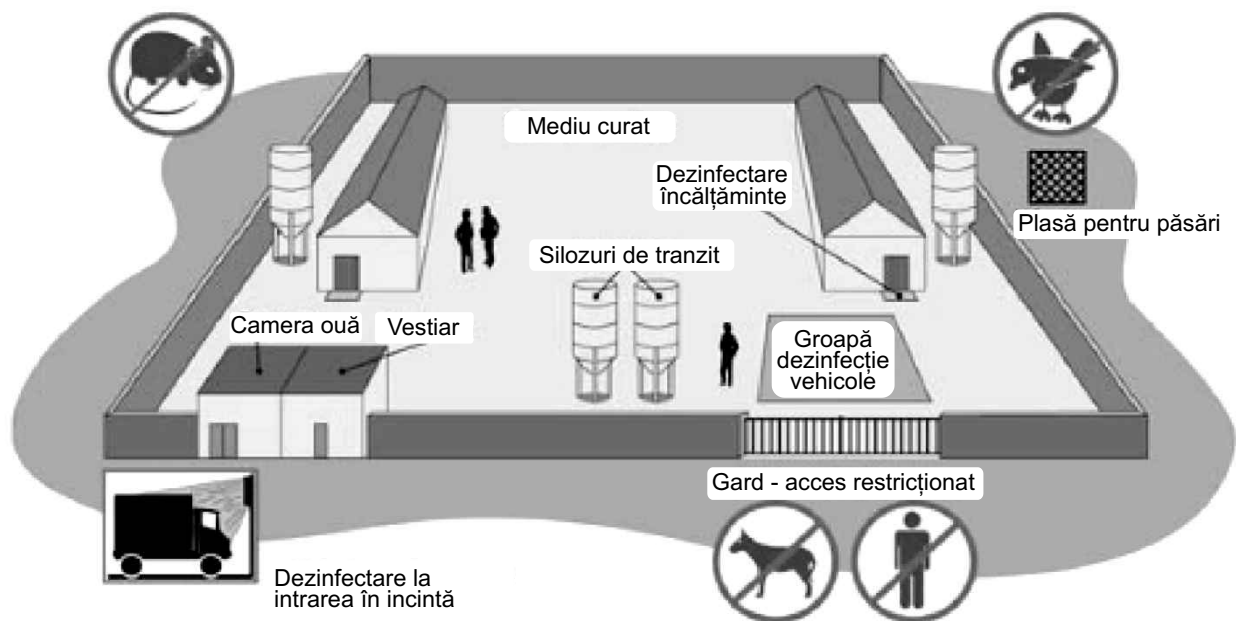 Mediu curat
Dezinfectare
încălțăminte
Plasă pentru păsări
Silozuri de tranzit
Camera ouă
Vestiar
Groapă
dezinfecție
vehicole
Gard - acces restricționat
Dezinfectare la
intrarea în incintă